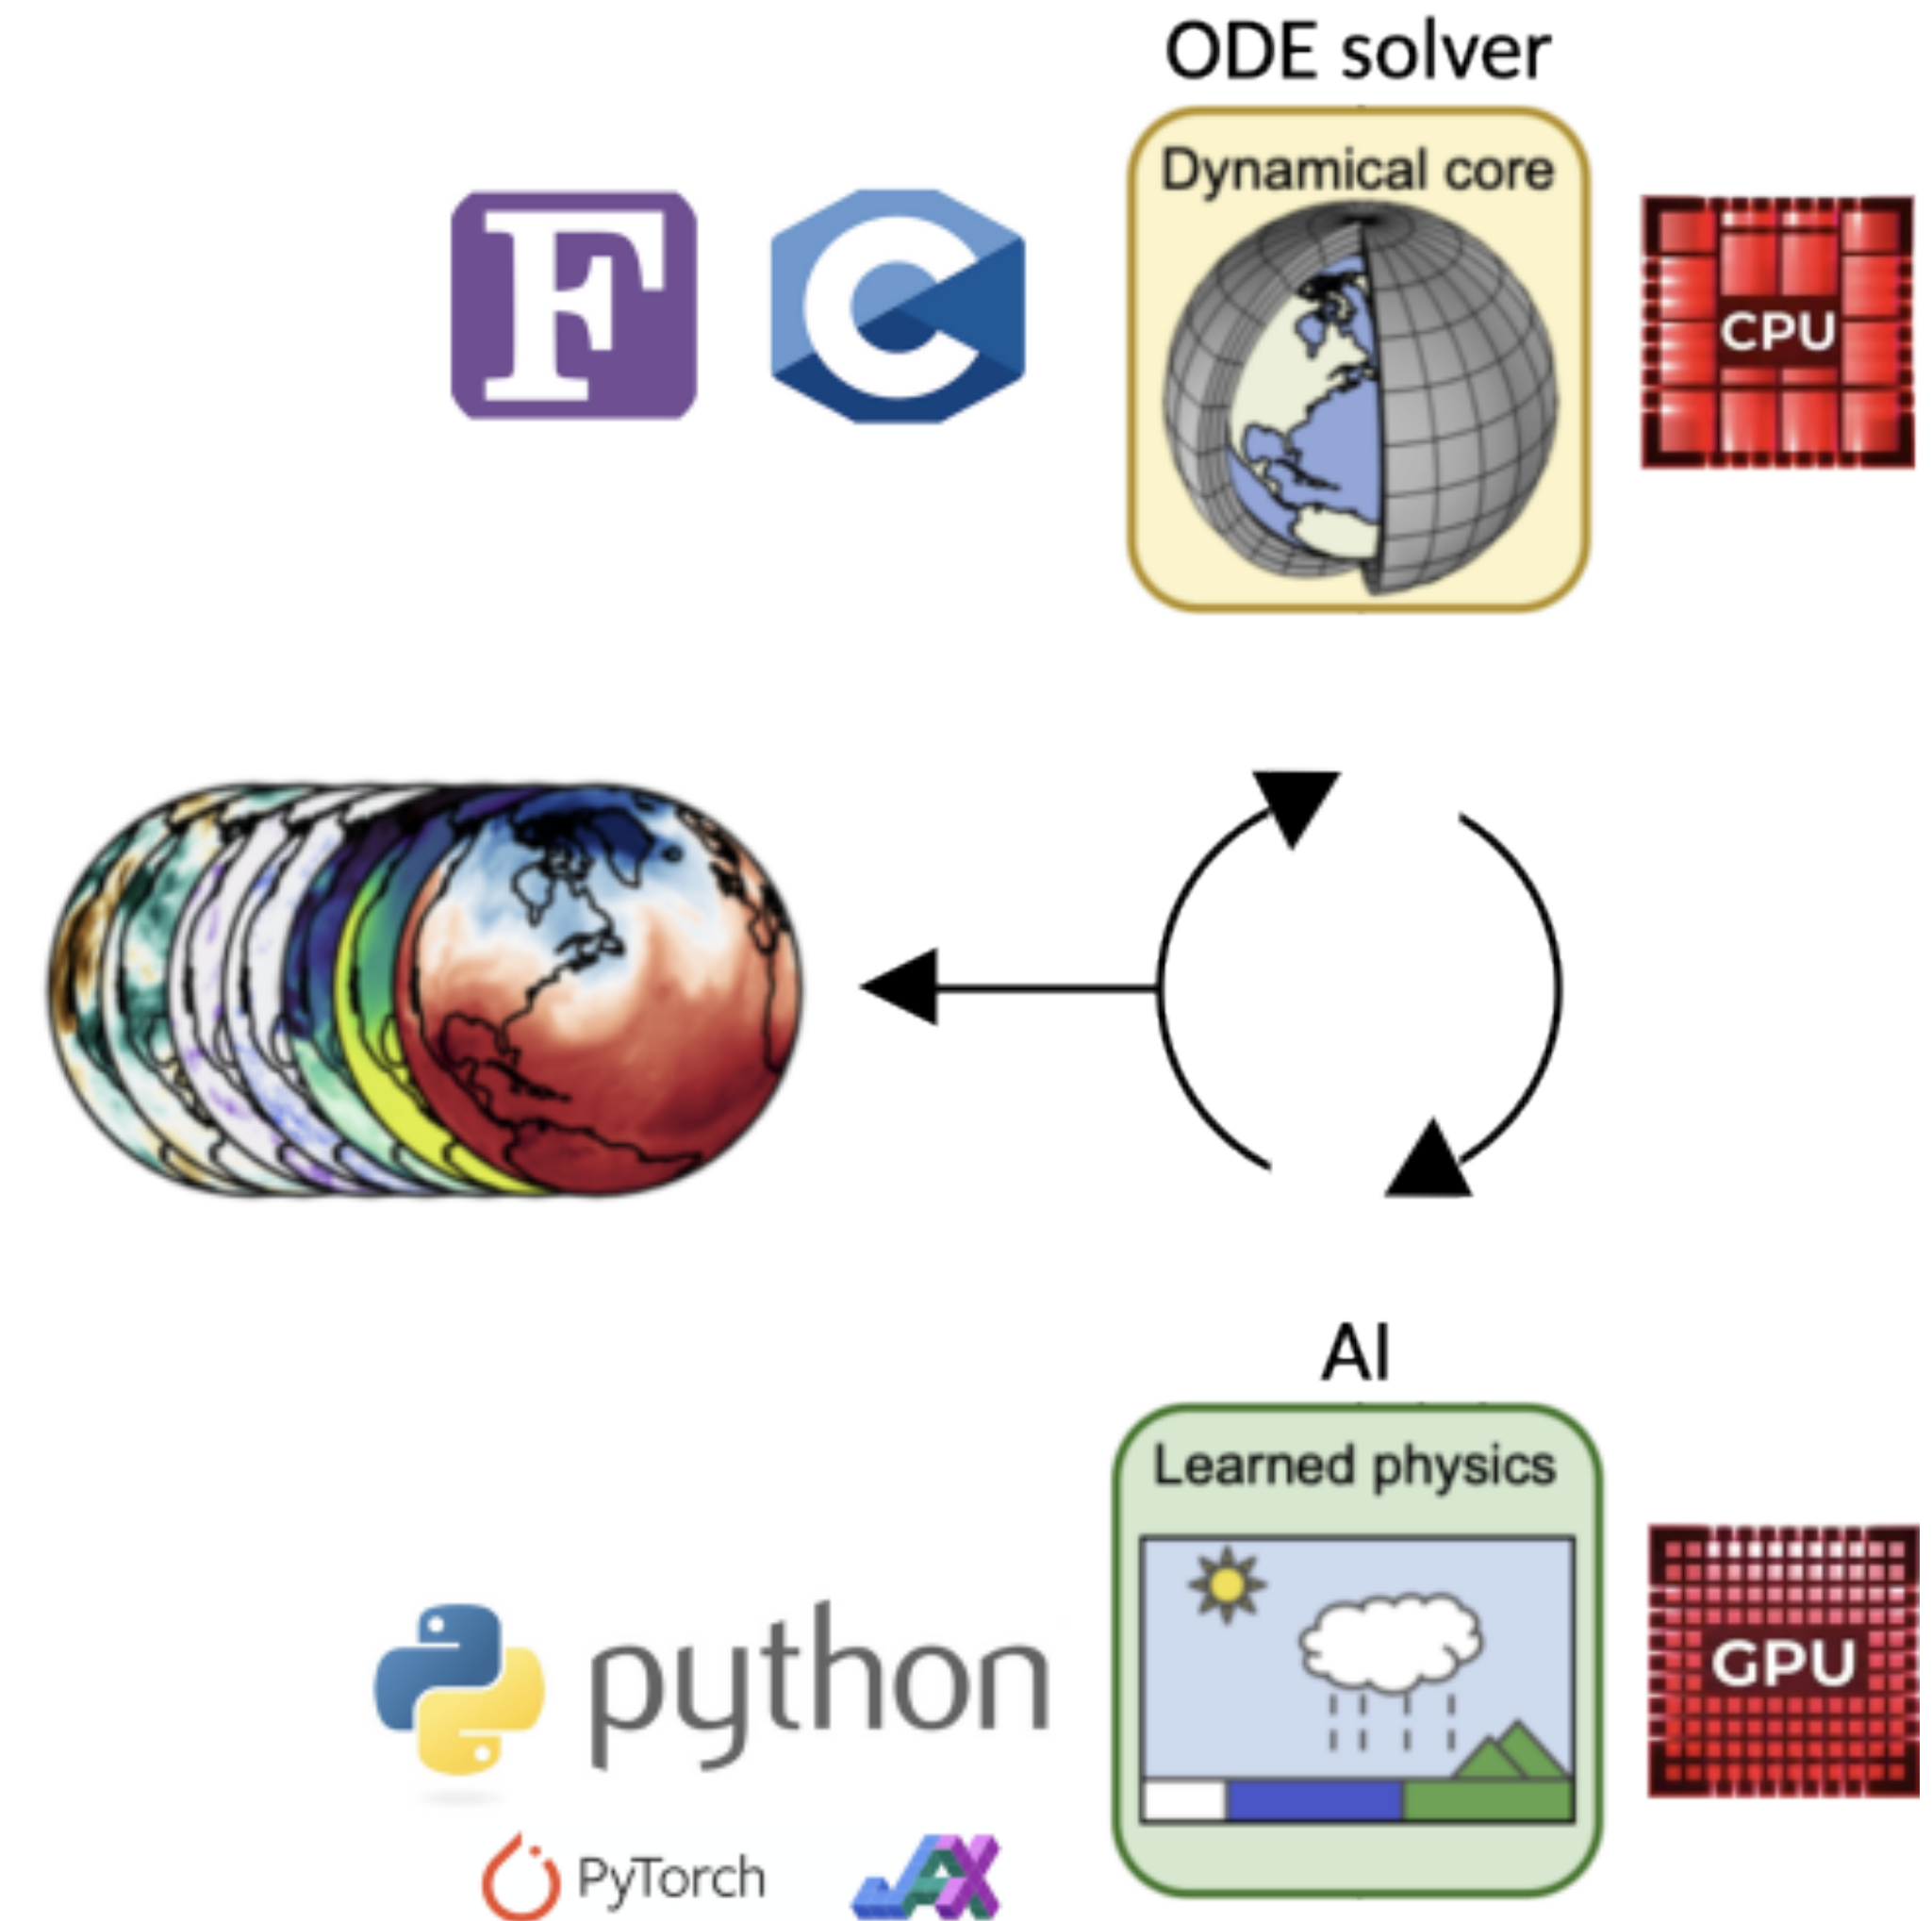 ODE solver
Dynamical core
F
C
CPU
AI
Learned physics
python
GPU
PyTorch
JAX